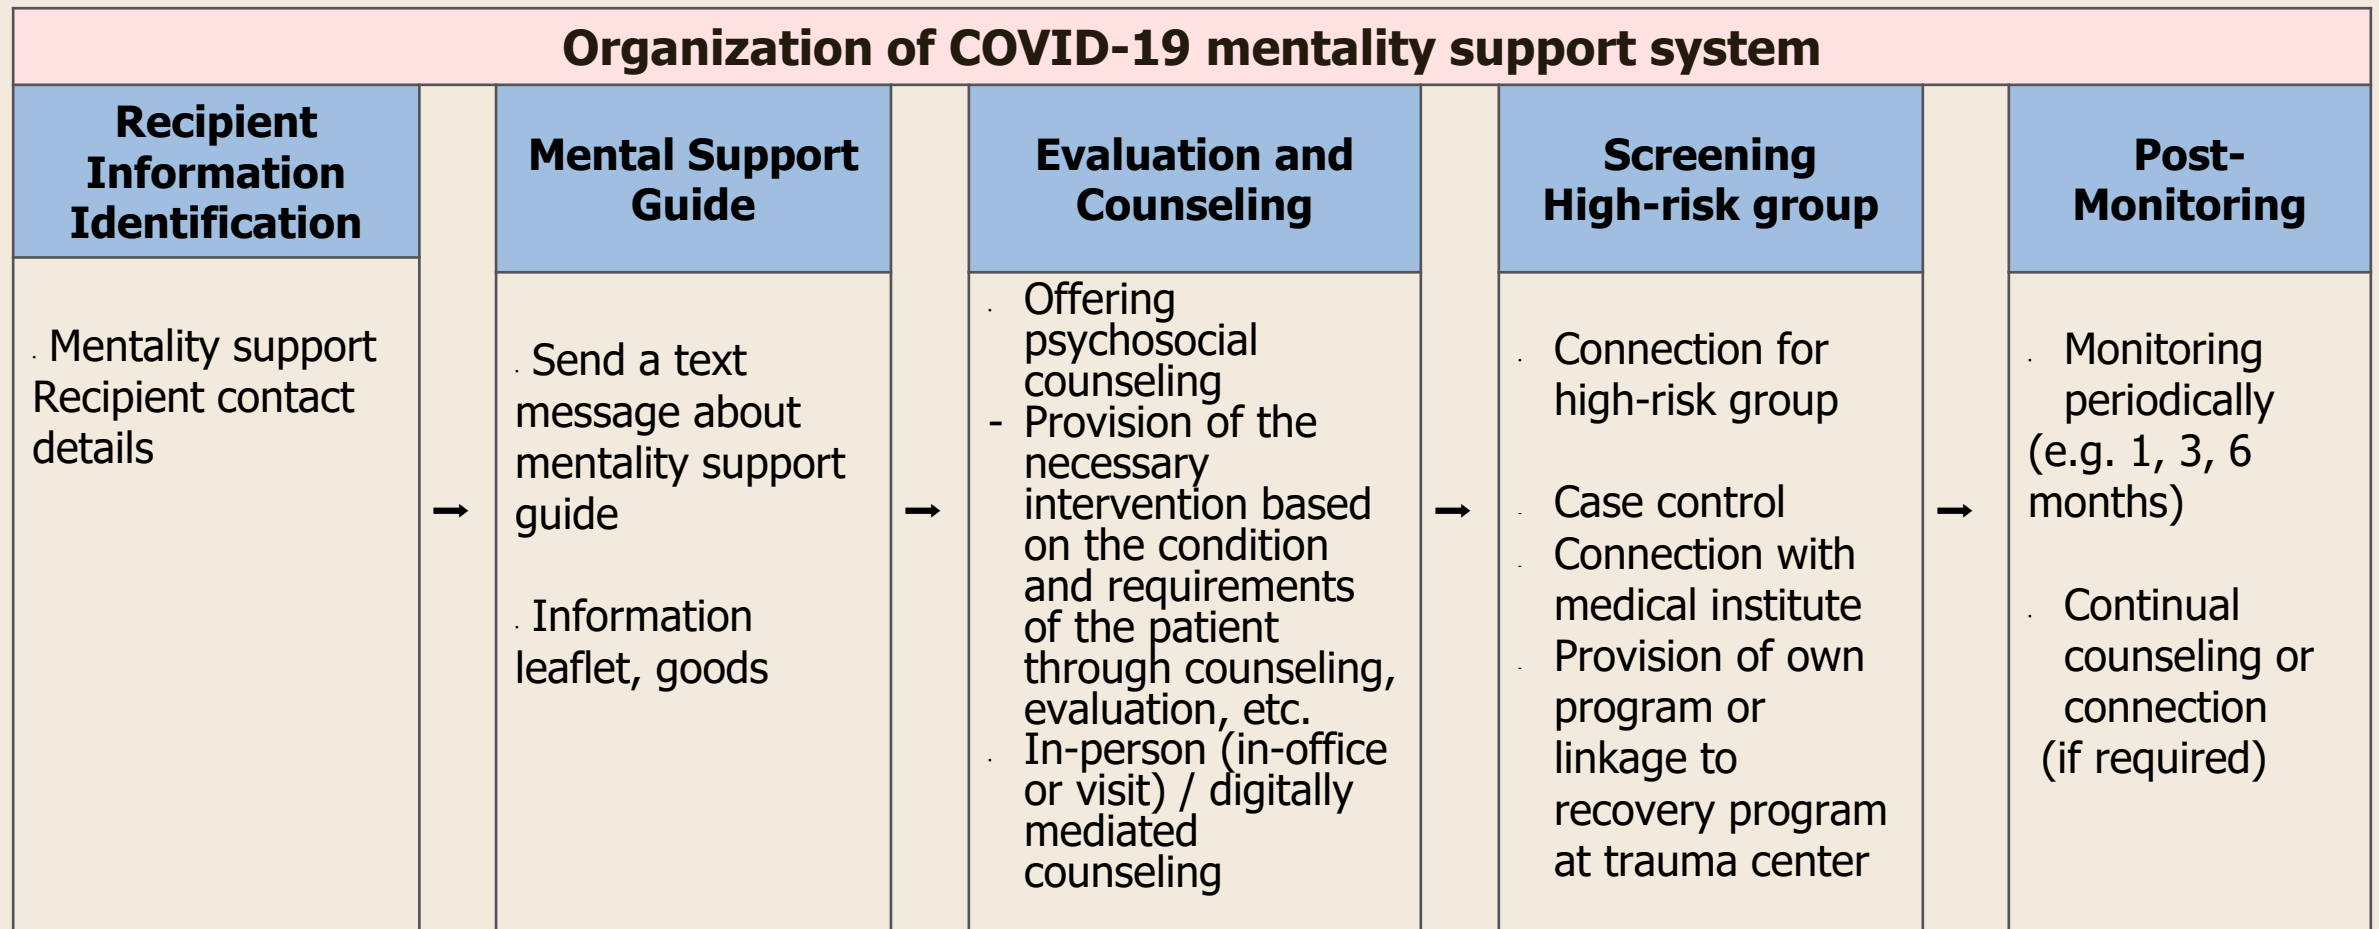 Organization of COVID-19 mentality support system
Recipient
Information
Identification
. Mentality support
Recipient contact
details
→
Mental Support
Guide
. Send a text
message about
mentality support
guide
. Information
leaflet, goods
→
Evaluation and
Counseling
. Offering
psychosocial
counseling
- Provision of the
necessary
intervention based
on the condition
and requirements
of the patient
through counseling,
evaluation, etc.
. In-person (in-office
or visit) / digitally
mediated
counseling
→
Screening
High-risk group
. Connection for
high-risk group
- Case control
- Connection with
medical institute
- Provision of own
program or
linkage to
recovery program
at trauma center
→
Post-
Monitoring
. Monitoring
periodically
(e.g. 1, 3, 6
months)
. Continual
counseling or
connection
(if required)